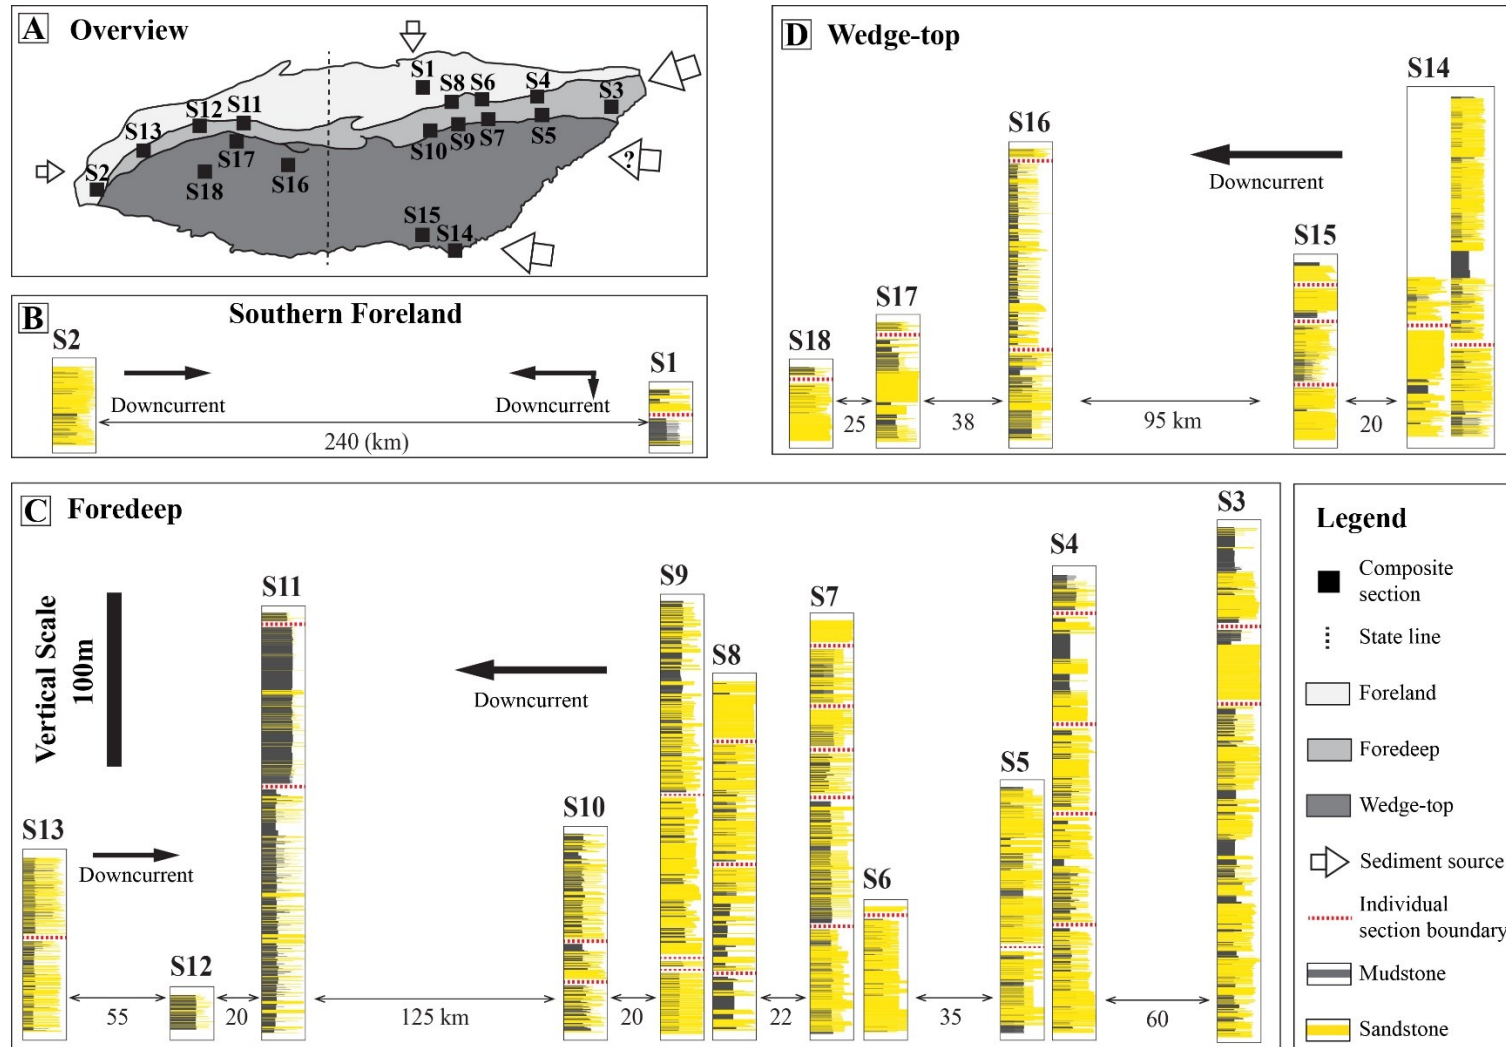 A Overview
S1
S8
S6
S4
S3
S12
S11
S13
S10
S9
S7
S5
S17
S2
S18
S16
S15
S14
?
B Southern Foreland
S2
S1
Downcurrent
Downcurrent
240 (km)
D Wedge-top
S14
S16
Downcurrent
S15
S17
S18
25
38
95 km
20
C Foredeep
S3
S4
Vertical Scale
100m
S11
S9
S7
S8
Downcurrent
S5
S10
S13
Downcurrent
S6
S12
55
20
125 km
20
22
35
60
Legend
Composite
section
State line
Foreland
Foredeep
Wedge-top
Sediment source
Individual
section boundary
Mudstone
Sandstone